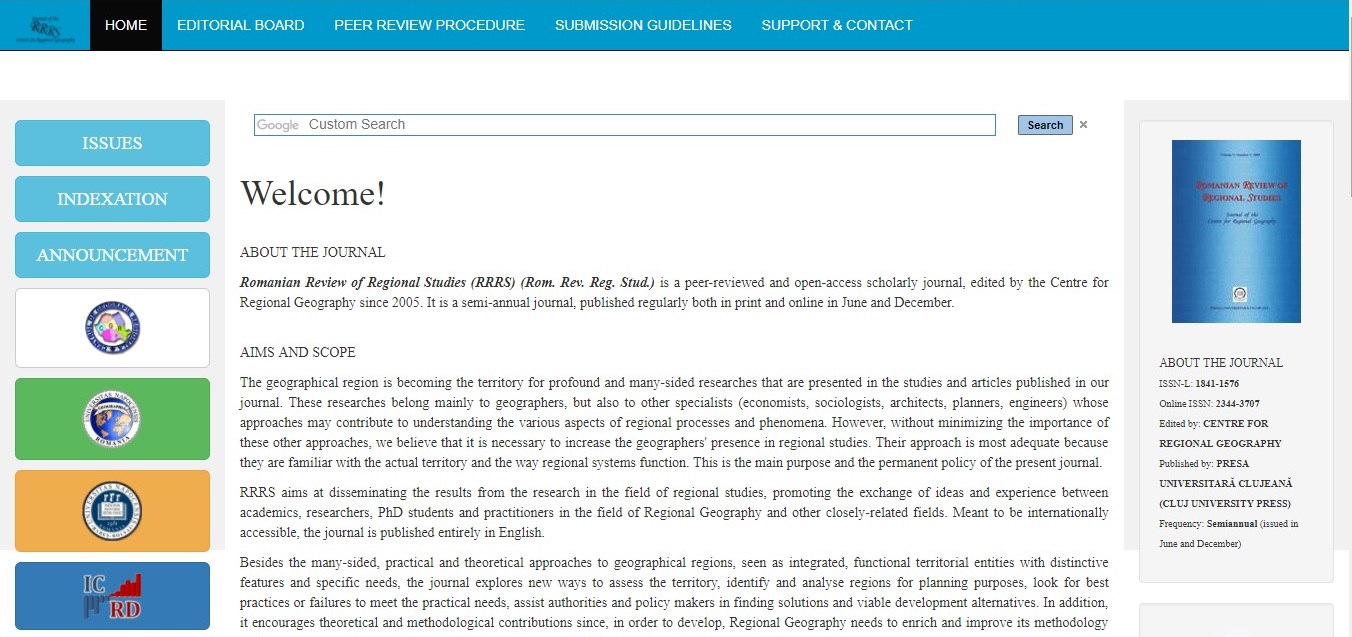 Journal of the
RRRS
Centre for Regional Geography
HOME
EDITORIAL BOARD
PEER REVIEW PROCEDURE
SUBMISSION GUIDELINES
SUPPORT & CONTACT
ISSUES
INDEXATION
ANNOUNCEMENT
IC
RD
Google Custom Search
Search
×
Welcome!
ABOUT THE JOURNAL
Romanian Review of Regional Studies (RRRS) (Rom. Rev. Reg. Stud.) is a peer-reviewed and open-access scholarly journal, edited by the Centre for
Regional Geography since 2005. It is a semi-annual journal, published regularly both in print and online in June and December.
AIMS AND SCOPE
The geographical region is becoming the territory for profound and many-sided researches that are presented in the studies and articles published in our
journal. These researches belong mainly to geographers, but also to other specialists (economists, sociologists, architects, planners, engineers) whose
approaches may contribute to understanding the various aspects of regional processes and phenomena. However, without minimizing the importance of
these other approaches, we believe that it is necessary to increase the geographers' presence in regional studies. Their approach is most adequate because
they are familiar with the actual territory and the way regional systems function. This is the main purpose and the permanent policy of the present journal.
RRRS aims at disseminating the results from the research in the field of regional studies, promoting the exchange of ideas and experience between
academics, researchers, PhD students and practitioners in the field of Regional Geography and other closely-related fields. Meant to be internationally
accessible, the journal is published entirely in English.
Besides the many-sided, practical and theoretical approaches to geographical regions, seen as integrated, functional territorial entities with distinctive
features and specific needs, the journal explores new ways to assess the territory, identify and analyse regions for planning purposes, look for best
practices or failures to meet the practical needs, assist authorities and policy makers in finding solutions and viable development alternatives. In addition,
it encourages theoretical and methodological contributions since, in order to develop, Regional Geography needs to enrich and improve its methodology
ROMANIAN REVIEW OF
REGIONAL STUDIES
Journal of the
Centre for Regional Geography
ABOUT THE JOURNAL
ISSN-L: 1841-1576
Online ISSN: 2344-3707
Edited by: CENTRE FOR
REGIONAL GEOGRAPHY
Published by: PRESA
UNIVERSITARĂ CLUJEANĂ
(CLUJ UNIVERSITY PRESS)
Frequency: Semiannual (issued in
June and December)